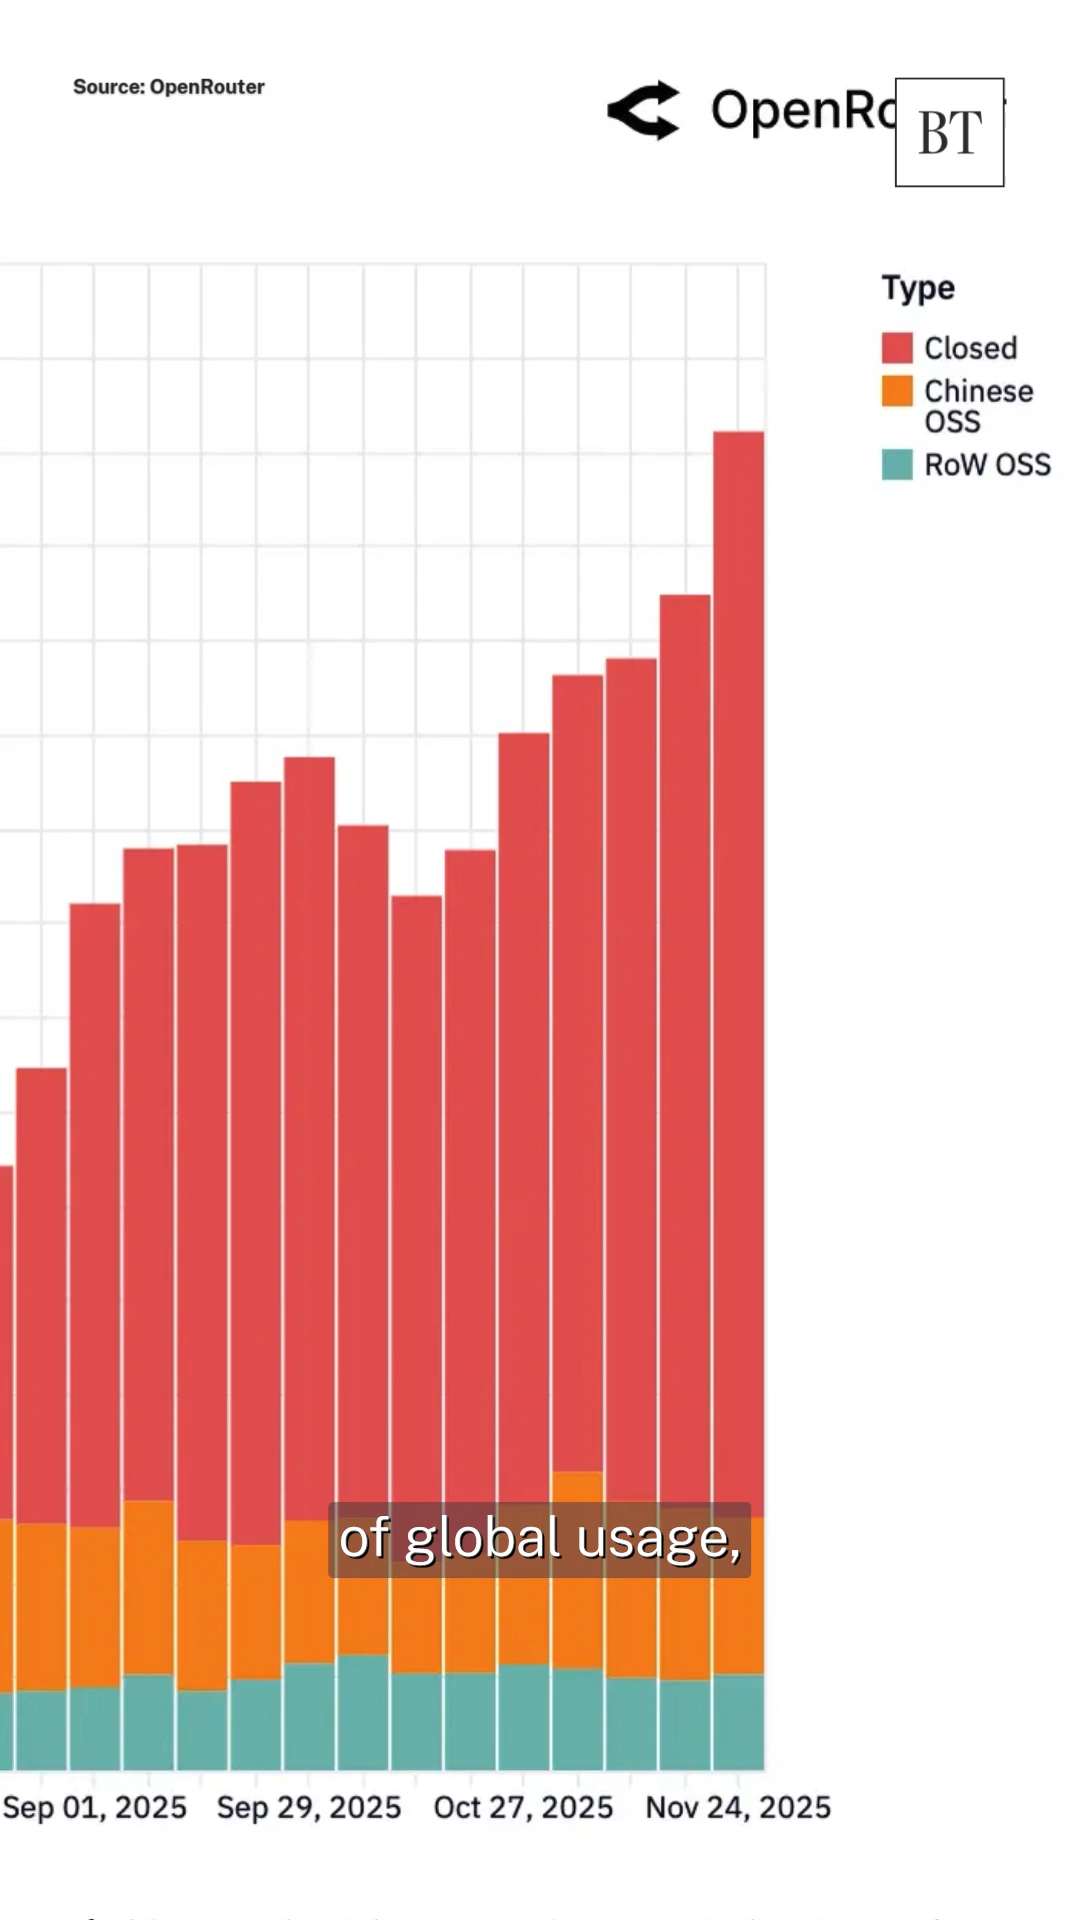 Source: OpenRouter
OpenRo
BT
Type
Closed
Chinese
OSS
RoW OSS
of global usage,
Sep 01, 2025
Sep 29, 2025
Oct 27, 2025
Nov 24, 2025